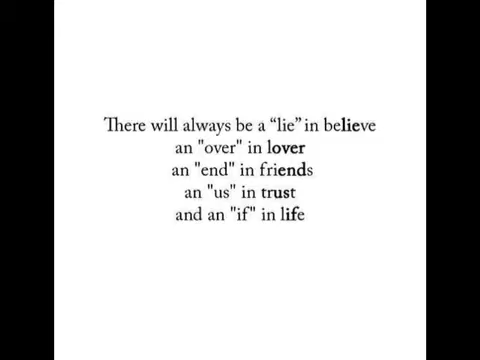 There will always be a “lie” in believe
an "over" in lover
an "end" in friends
an "us" in trust
and an "if" in life